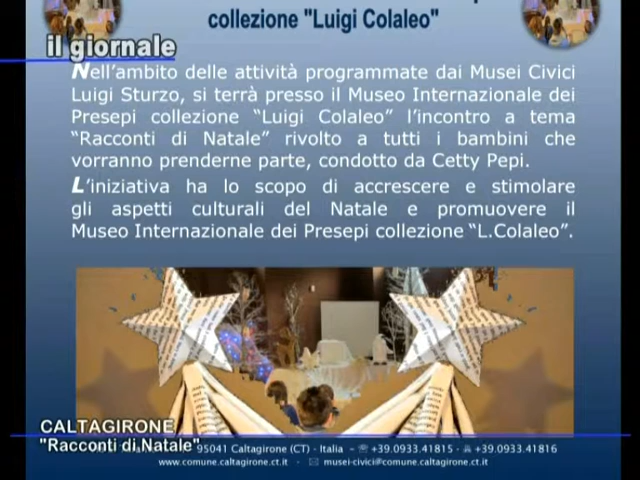 collezione "Luigi Colaleo"
il giornale
Nell'ambito delle attività programmate dai Musei Civici
Luigi Sturzo, si terrà presso il Museo Internazionale dei
Presepi collezione "Luigi Colaleo" l'incontro a tema
"Racconti di Natale" rivolto a tutti i bambini che
vorranno prenderne parte, condotto da Cetty Pepi.
L'iniziativa ha lo scopo di accrescere e stimolare
gli aspetti culturali del Natale e promuovere il
Museo Internazionale dei Presepi collezione "L.Colaleo".
CALTAGIRONE
"Racconti di Natale"
95041 Caltagirone (CT) - Italia - ☏ +39.0933.41815 - +39.0933.41816
www.comune.caltagirone.ct.it - ✉ musei-civici@comune.caltagirone.ct.it